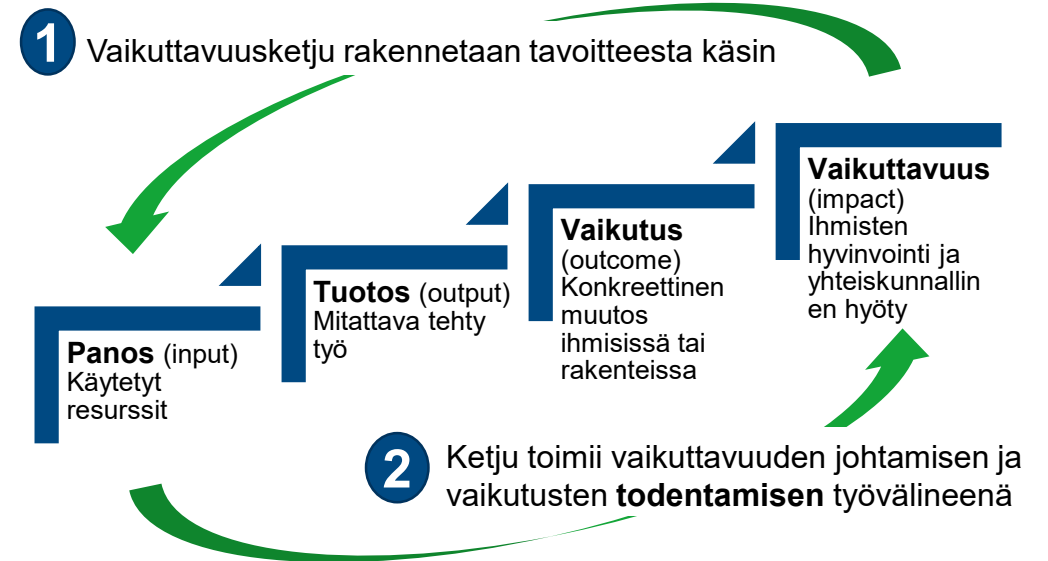 1
Vaikuttavuusketju rakennetaan tavoitteesta käsin
Panos (input)
Käytetyt
resurssit
Tuotos (output)
Mitattava tehty
työ
Vaikutus
(outcome)
Konkreettinen
muutos
ihmisissä tai
rakenteissa
Vaikuttavuus
(impact)
Ihmisten
hyvinvointi ja
yhteiskunnallin
en hyöty
2
Ketju toimii vaikuttavuuden johtamisen ja
vaikutusten todentamisen työvälineenä